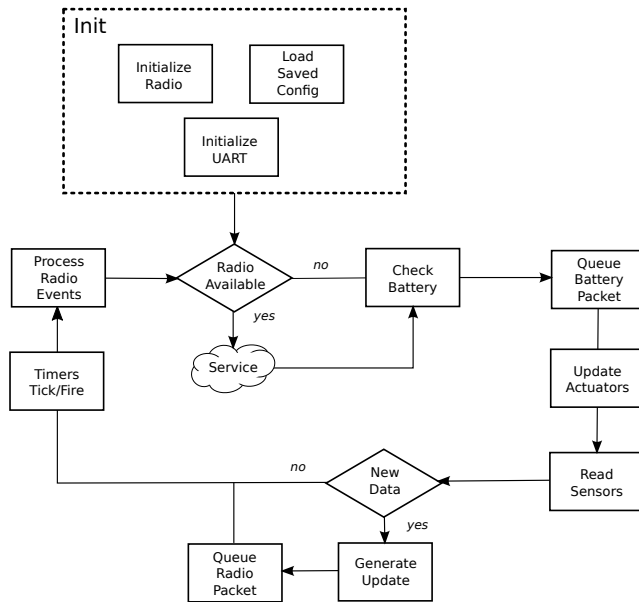 Init
Initialize
Radio
Load
Saved
Config
Initialize
UART
Process
Radio
Events
Radio
Available
no
Check
Battery
Queue
Battery
Packet
yes
Service
Timers
Tick/Fire
Update
Actuators
no
New
Data
Read
Sensors
yes
Queue
Radio
Packet
Generate
Update